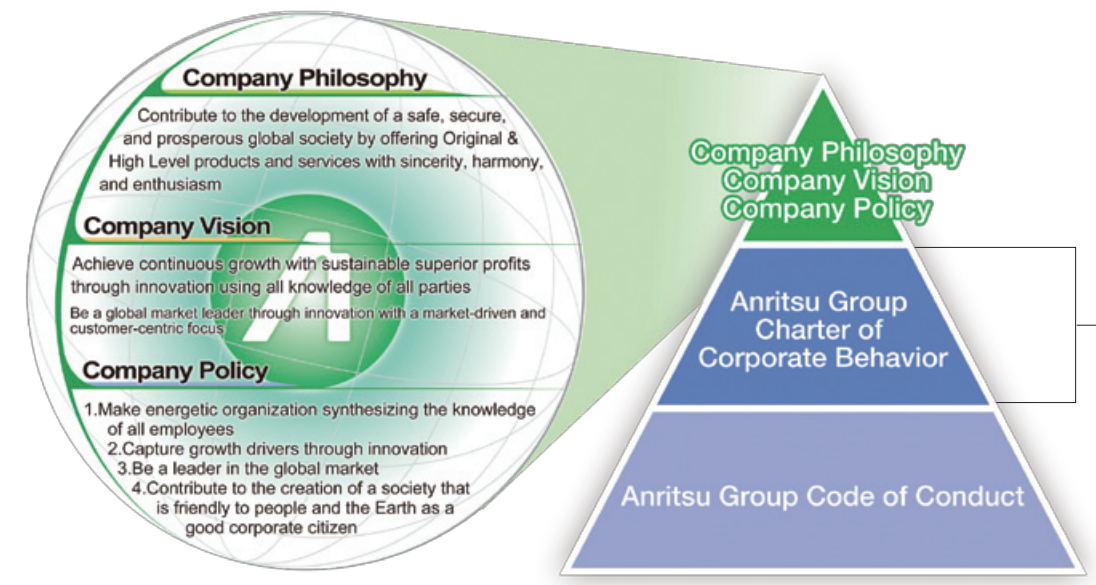 Company Philosophy
Contribute to the development of a safe, secure,
and prosperous global society by offering Original &
High Level products and services with sincerity, harmony,
and enthusiasm
Company Vision
Achieve continuous growth with sustainable superior profits
through innovation using all knowledge of all parties
Be a global market leader through innovation with a market-driven and
customer-centric focus
Company Policy
1.Make energetic organization synthesizing the knowledge
of all employees
2.Capture growth drivers through innovation
3.Be a leader in the global market
4.Contribute to the creation of a society that
is friendly to people and the Earth as a
good corporate citizen
Company Philosophy
Company Vision
Company Policy
Anritsu Group
Charter of
Corporate Behavior
Anritsu Group Code of Conduct